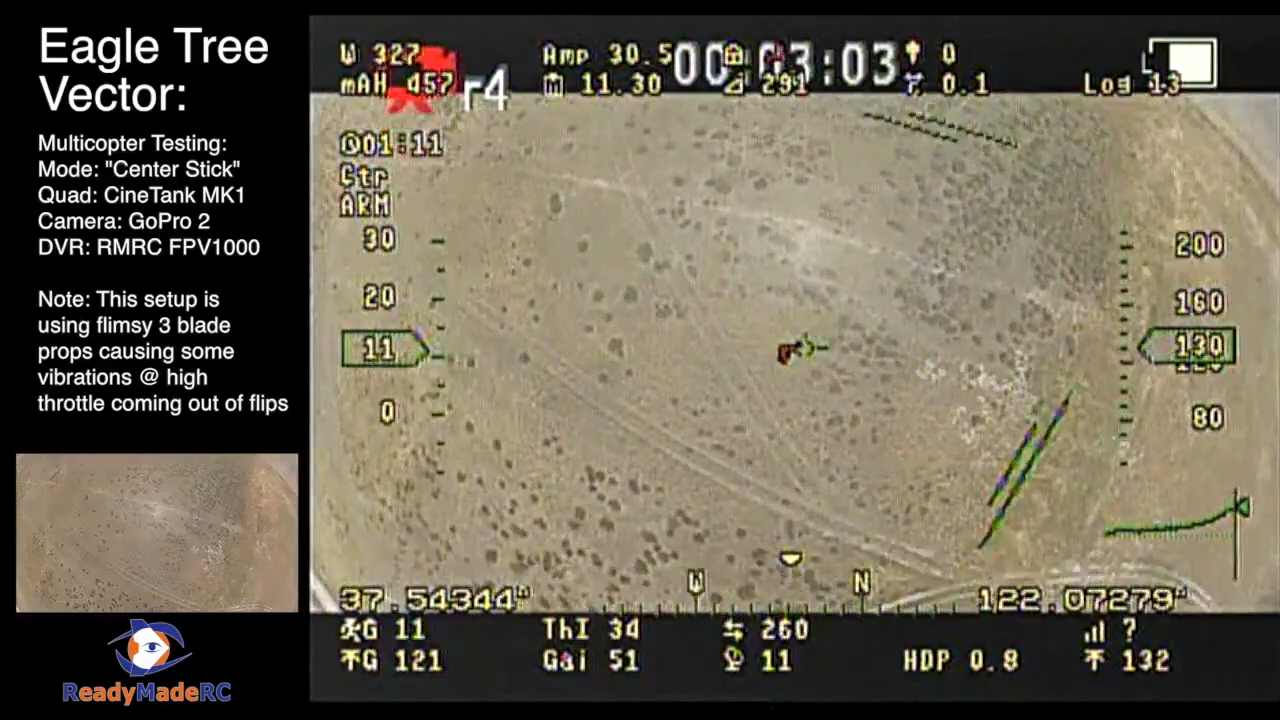 Eagle Tree
Vector:
Multicopter Testing:
Mode: "Center Stick"
Quad: CineTank MK1
Camera: GoPro 2
DVR: RMRC FPV1000
Note: This setup is
using flimsy 3 blade
props causing some
vibrations @ high
throttle coming out of flips
ReadyMadeRC
W 327 Amp 30.5 0
mAH 457 r4 11.30 291 0.1 Log 13
01:11
Ctr
ARM
30 200
20 160
11 130
0 80
W N
37.54344" 122.07279"
G 11 ThI 34 260 ?
G 121 Gai 51 11 HDP 0.8 132